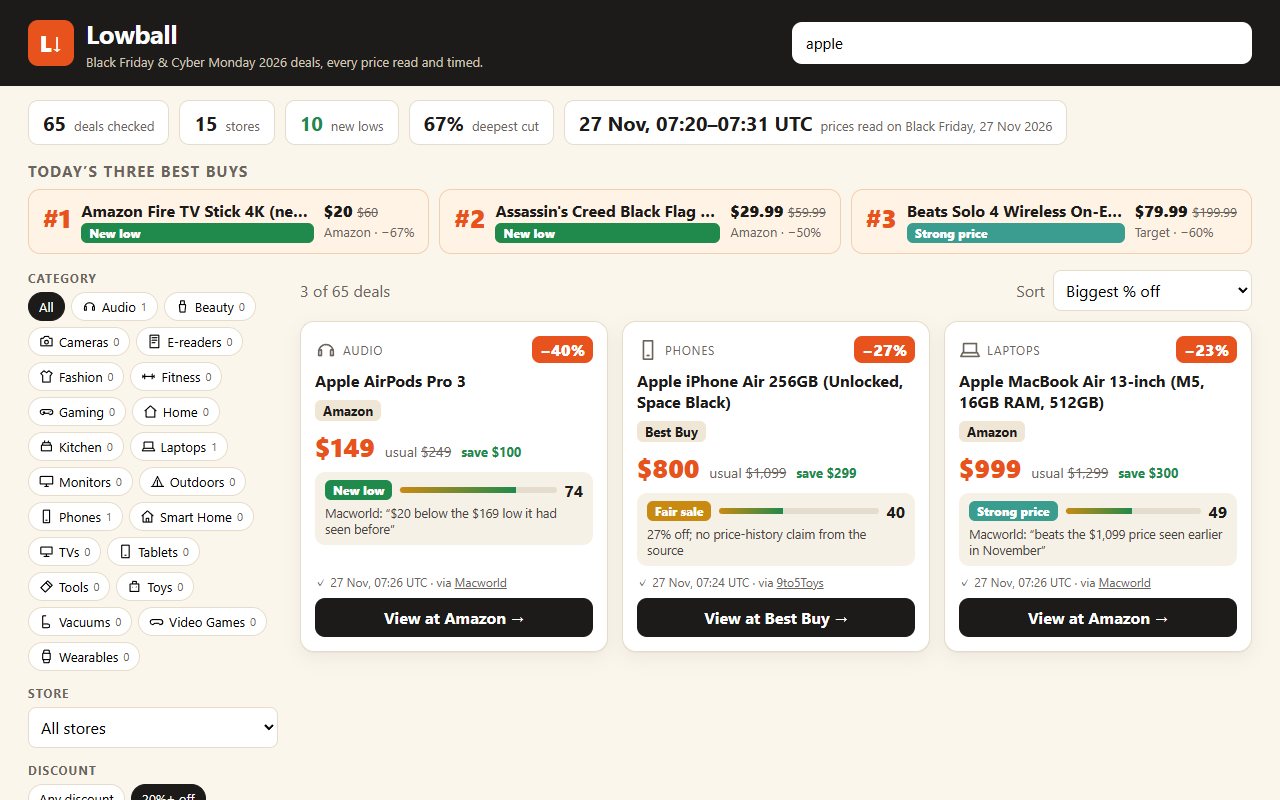 L↓
Lowball
Black Friday & Cyber Monday 2026 deals, every price read and timed.
apple
65 deals checked
15 stores
10 new lows
67% deepest cut
27 Nov, 07:20–07:31 UTC prices read on Black Friday, 27 Nov 2026
TODAY'S THREE BEST BUYS
#1
Amazon Fire TV Stick 4K (ne...
New low
$20 $60
Amazon · −67%
#2
Assassin's Creed Black Flag ...
New low
$29.99 $59.99
Amazon · −50%
#3
Beats Solo 4 Wireless On-E...
Strong price
$79.99 $199.99
Target · −60%
CATEGORY
All
Audio 1
Beauty 0
Cameras 0
E-readers 0
Fashion 0
Fitness 0
Gaming 0
Home 0
Kitchen 0
Laptops 1
Monitors 0
Outdoors 0
Phones 1
Smart Home 0
TVs 0
Tablets 0
Tools 0
Toys 0
Vacuums 0
Video Games 0
Wearables 0
STORE
All stores
DISCOUNT
Any discount
20%+ off
3 of 65 deals
Sort
Biggest % off
AUDIO
−40%
Apple AirPods Pro 3
Amazon
$149 usual $249 save $100
New low
74
Macworld: “$20 below the $169 low it had
seen before”
✓ 27 Nov, 07:26 UTC · via Macworld
View at Amazon →
PHONES
−27%
Apple iPhone Air 256GB (Unlocked,
Space Black)
Best Buy
$800 usual $1,099 save $299
Fair sale
40
27% off; no price-history claim from the
source
✓ 27 Nov, 07:24 UTC · via 9to5Toys
View at Best Buy →
LAPTOPS
−23%
Apple MacBook Air 13-inch (M5,
16GB RAM, 512GB)
Amazon
$999 usual $1,299 save $300
Strong price
49
Macworld: “beats the $1,099 price seen earlier
in November”
✓ 27 Nov, 07:26 UTC · via Macworld
View at Amazon →